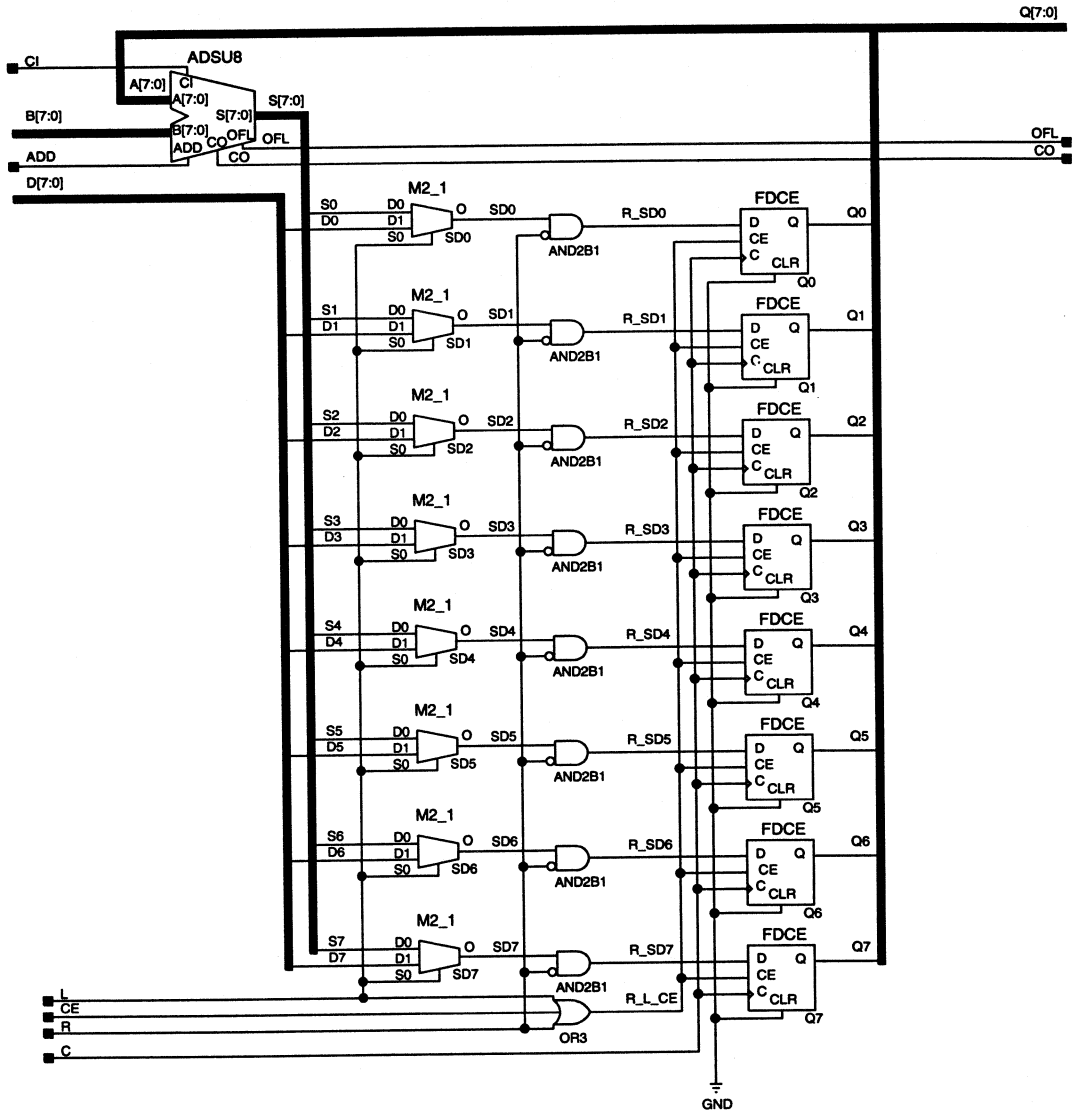 Q[7:0]
CI
ADSU8
A[7:0]
CI
A[7:0]
S[7:0]
S[7:0]
B[7:0]
B[7:0]
OFL
CO
ADD
OFL
OFL
ADD
CO
CO
D[7:0]
M2_1
FDCE
S0 D0 O SD0 R_SD0 D Q Q0
D0 D1 CE
S0 SD0 AND2B1 C
CLR
Q0
M2_1
FDCE
S1 D0 O SD1 R_SD1 D Q Q1
D1 D1 CE
S0 SD1 AND2B1 C
CLR
Q1
M2_1
FDCE
S2 D0 O SD2 R_SD2 D Q Q2
D2 D1 CE
S0 SD2 AND2B1 C
CLR
Q2
M2_1
FDCE
S3 D0 O SD3 R_SD3 D Q Q3
D3 D1 CE
S0 SD3 AND2B1 C
CLR
Q3
M2_1
FDCE
S4 D0 O SD4 R_SD4 D Q Q4
D4 D1 CE
S0 SD4 AND2B1 C
CLR
Q4
M2_1
FDCE
S5 D0 O SD5 R_SD5 D Q Q5
D5 D1 CE
S0 SD5 AND2B1 C
CLR
Q5
M2_1
FDCE
S6 D0 O SD6 R_SD6 D Q Q6
D6 D1 CE
S0 SD6 AND2B1 C
CLR
Q6
M2_1
FDCE
S7 D0 O SD7 R_SD7 D Q Q7
D7 D1 CE
S0 SD7 AND2B1 C
CLR
Q7
L
CE
R_L_CE
R
OR3
C
GND